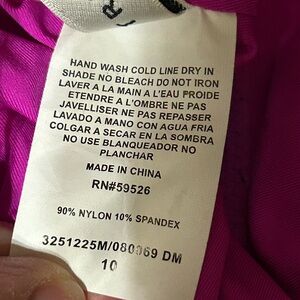 HAND WASH COLD LINE DRY IN
SHADE NO BLEACH DO NOT IRON
LAVER A LA MAIN A L'EAU FROIDE
ETENDRE A L'OMBRE NE PAS
JAVELLISER NE PAS REPASSER
LAVADO A MANO CON AGUA FRIA
COLGAR A SECAR EN LA SOMBRA
NO USE BLANQUEADOR NO
PLANCHAR
MADE IN CHINA
RN#59526
90% NYLON 10% SPANDEX
3251225M/080969 DM
10